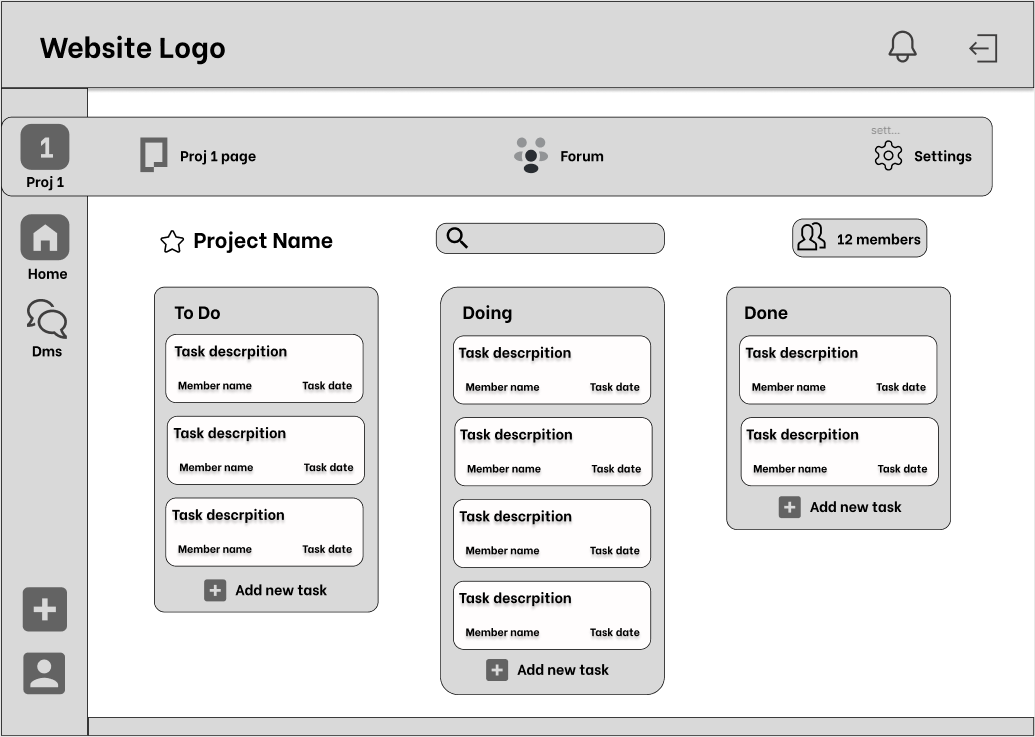 Website Logo
1
Proj 1
Proj 1 page
Forum
sett...
Settings
Home
Dms
Project Name
12 members
To Do
Task descrpition
Member name Task date
Task descrpition
Member name Task date
Task descrpition
Member name Task date
Add new task
Doing
Task descrpition
Member name Task date
Task descrpition
Member name Task date
Task descrpition
Member name Task date
Task descrpition
Member name Task date
Add new task
Done
Task descrpition
Member name Task date
Task descrpition
Member name Task date
Add new task